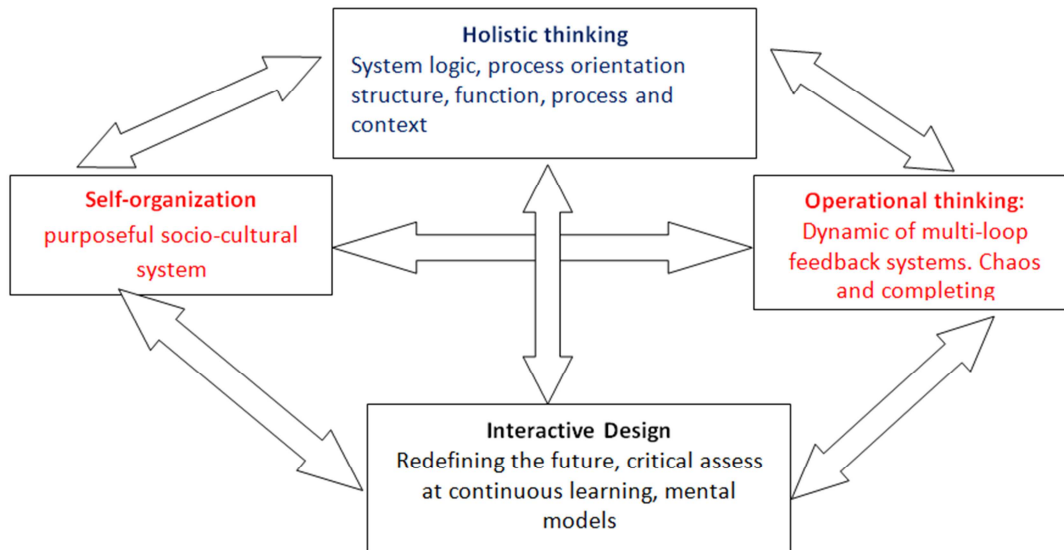 Holistic thinking
System logic, process orientation
structure, function, process and
context
Self-organization
purposeful socio-cultural
system
Operational thinking:
Dynamic of multi-loop
feedback systems. Chaos
and completing
Interactive Design
Redefining the future, critical assess
at continuous learning, mental
models